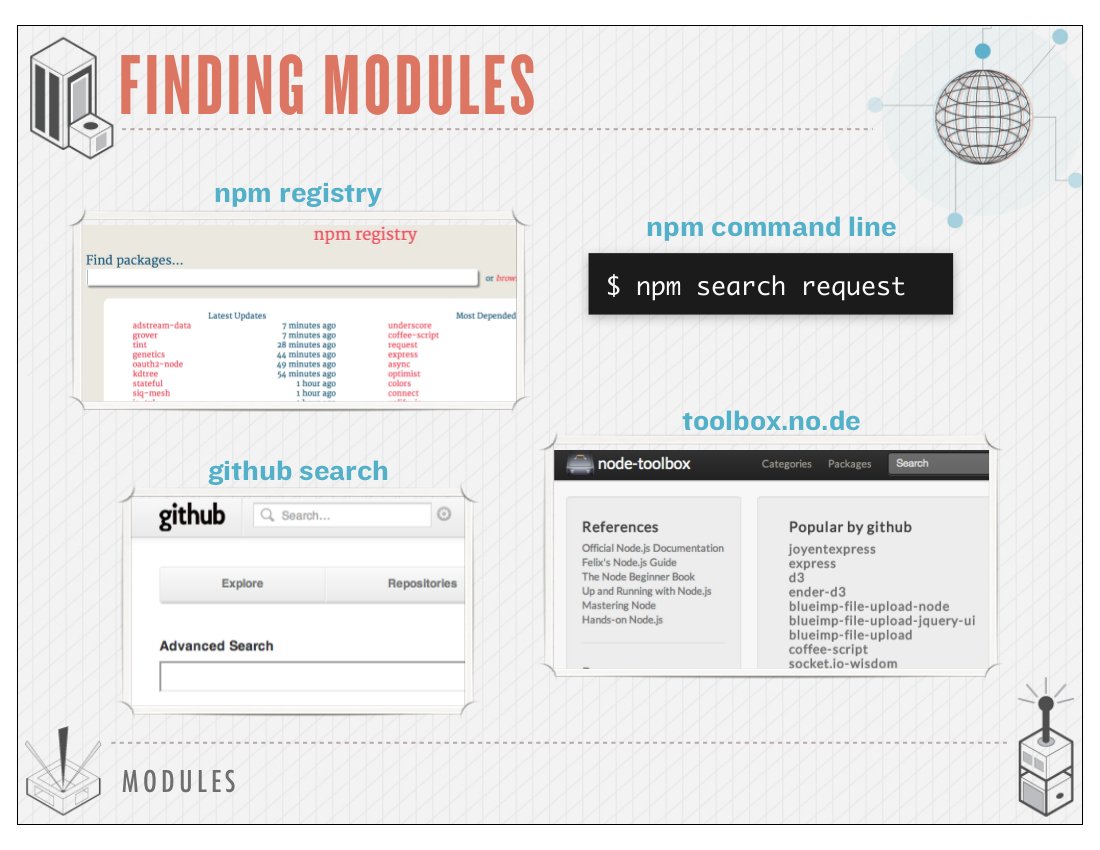 FINDING MODULES
npm registry
npm registry
Find packages...
or
Latest Updates
Most Depended
adstream-data 7 minutes ago underscore
grover 7 minutes ago coffee-script
tint 28 minutes ago request
genetics 44 minutes ago express
oauth2-node 49 minutes ago async
kdtree 54 minutes ago optimist
stateful 1 hour ago colors
siq-mesh 1 hour ago connect
npm command line
$ npm search request
github search
github
Search...
Explore Repositories
Advanced Search
toolbox.no.de
node-toolbox Categories Packages Search
References
Official Node.js Documentation
Felix's Node.js Guide
The Node Beginner Book
Up and Running with Node.js
Mastering Node
Hands-on Node.js
Popular by github
joyentexpress
express
d3
ender-d3
blueimp-file-upload-node
blueimp-file-upload-jquery-ui
blueimp-file-upload
coffee-script
socket.io-wisdom
MODULES